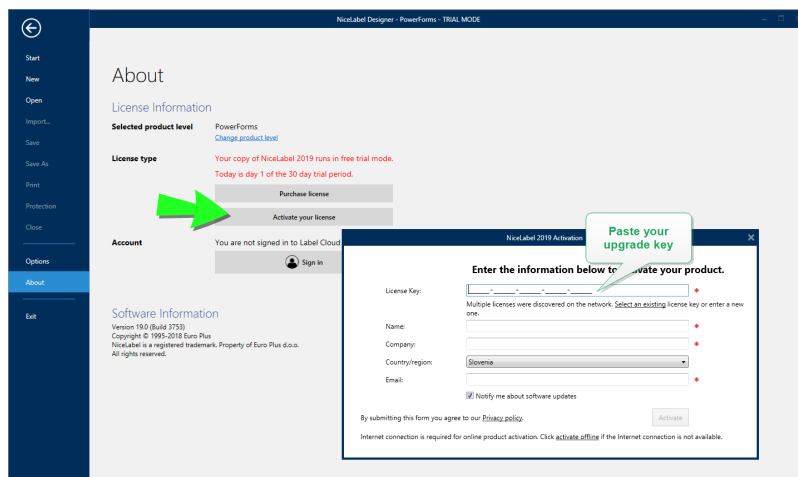 NiceLabel Designer - PowerForms - TRIAL MODE
Start
New
Open
Import...
Save
Save As
Print
Protection
Close
Options
About
Exit
About
License Information
Selected product level
PowerForms
Change product level
License type
Your copy of NiceLabel 2019 runs in free trial mode.
Today is day 1 of the 30 day trial period.
Purchase license
Activate your license
Account
You are not signed in to Label Cloud
Sign in
Software Information
Version 19.0 (Build 3753)
Copyright © 1995-2018 Euro Plus
NiceLabel is a registered trademark. Property of Euro Plus d.o.o.
All rights reserved.
NiceLabel 2019 Activation
Paste your
upgrade key
Enter the information below to your product.
License Key:
_____-_____-_____-_____-_____ *
Multiple licenses were discovered on the network. Select an existing license key or enter a new
one.
Name: *
Company: *
Country/region: Slovenia
Email: *
Notify me about software updates
By submitting this form you agree to our Privacy policy.
Activate
Internet connection is required for online product activation. Click activate offline if the Internet connection is not available.